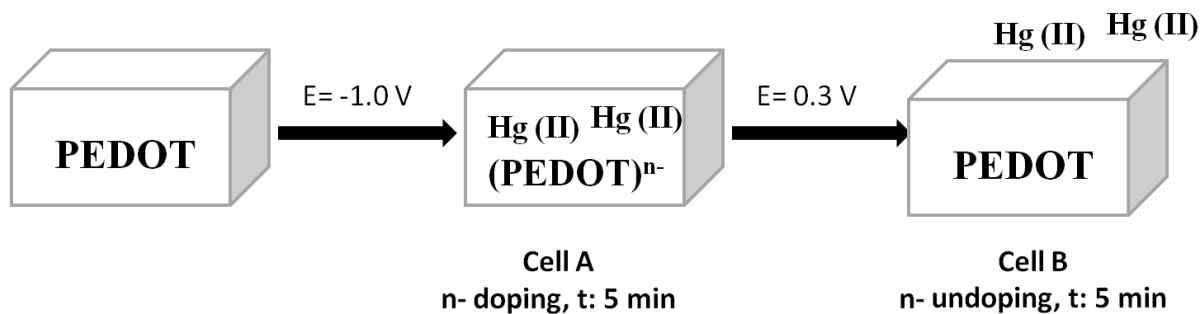 Hg (II) Hg (II)
E= -1.0 V
E= 0.3 V
PEDOT
Hg (II) Hg (II)
(PEDOT)ⁿ⁻
PEDOT
Cell A
n- doping, t: 5 min
Cell B
n- undoping, t: 5 min